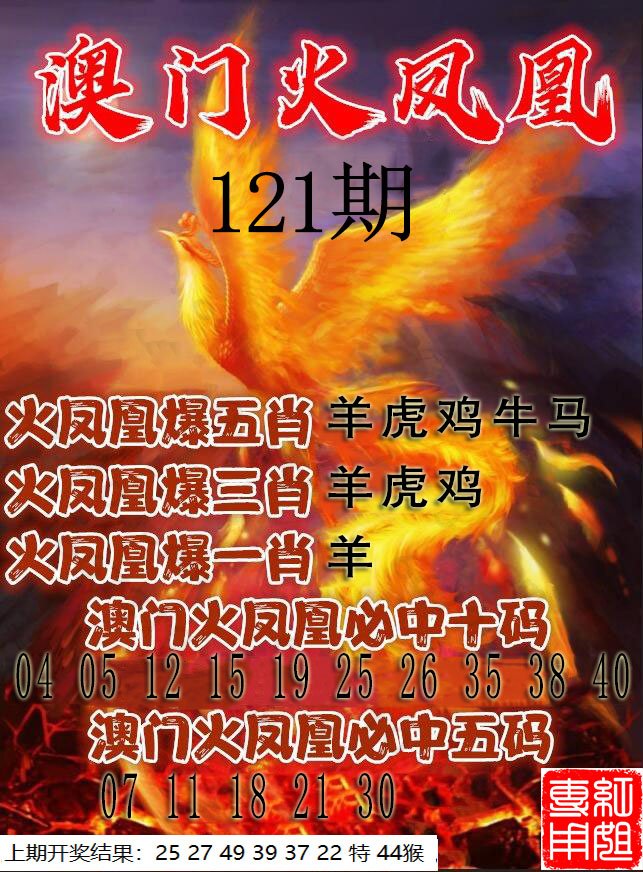 澳门火凤凰
121期
火凤凰爆五肖 羊虎鸡牛马
火凤凰爆三肖 羊虎鸡
火凤凰爆一肖 羊
澳门火凤凰必中十码
04 05 12 15 19 25 26 35 38 40
澳门火凤凰必中五码
07 11 18 21 30
上期开奖结果：25 27 49 39 37 22 特 44猴，
红姐专用